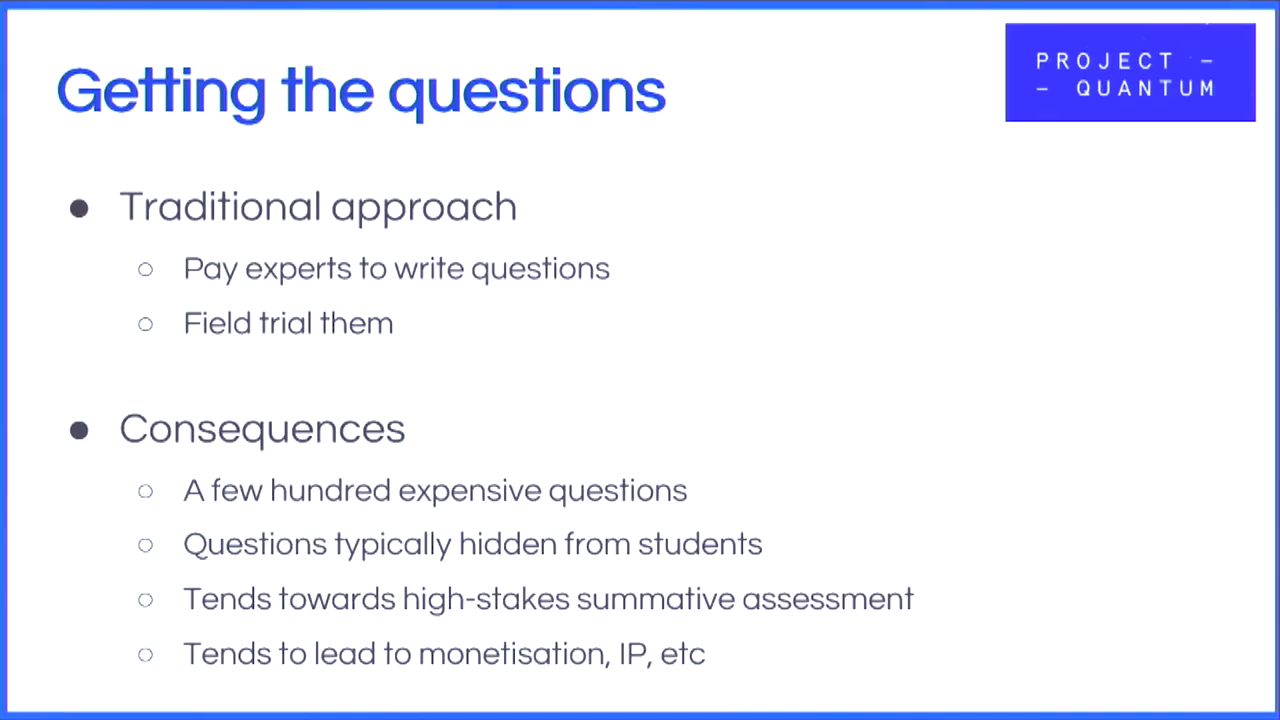 Getting the questions
PROJECT –
– QUANTUM
● Traditional approach
○ Pay experts to write questions
○ Field trial them
● Consequences
○ A few hundred expensive questions
○ Questions typically hidden from students
○ Tends towards high-stakes summative assessment
○ Tends to lead to monetisation, IP, etc